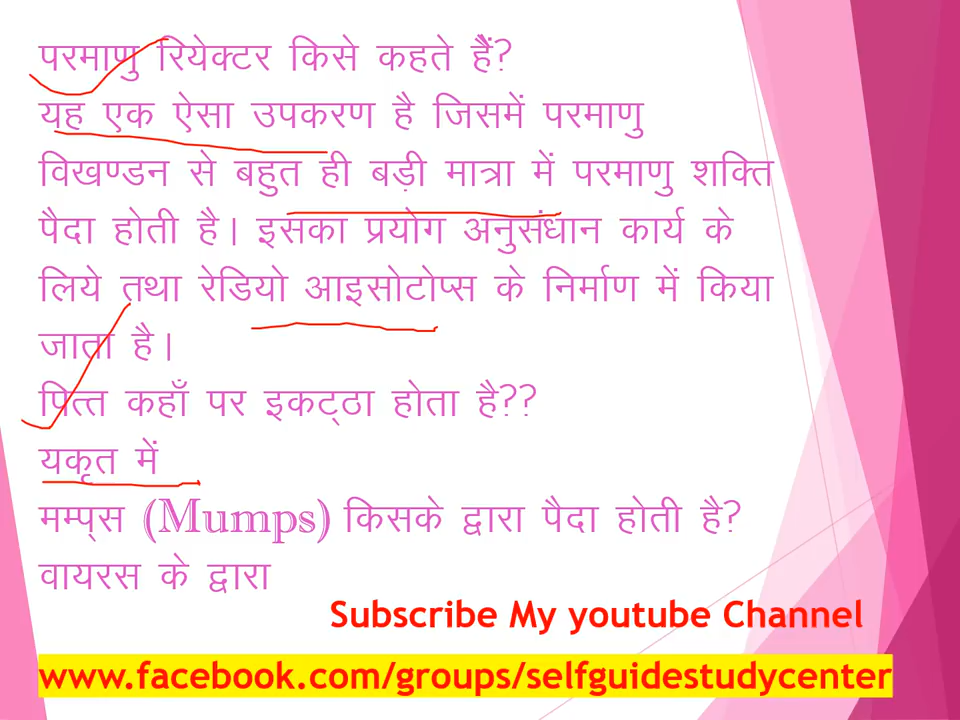 परमाणु रियेक्टर किसे कहते हैं?
यह एक ऐसा उपकरण है जिसमें परमाणु
विखण्डन से बहुत ही बड़ी मात्रा में परमाणु शक्ति
पैदा होती है। इसका प्रयोग अनुसंधान कार्य के
लिये तथा रेडियो आइसोटोप्स के निर्माण में किया
जाता है।
पित्त कहाँ पर इकट्ठा होता है??
यकृत में
मम्प्स (Mumps) किसके द्वारा पैदा होती है?
वायरस के द्वारा
Subscribe My youtube Channel
www.facebook.com/groups/selfguidestudycenter